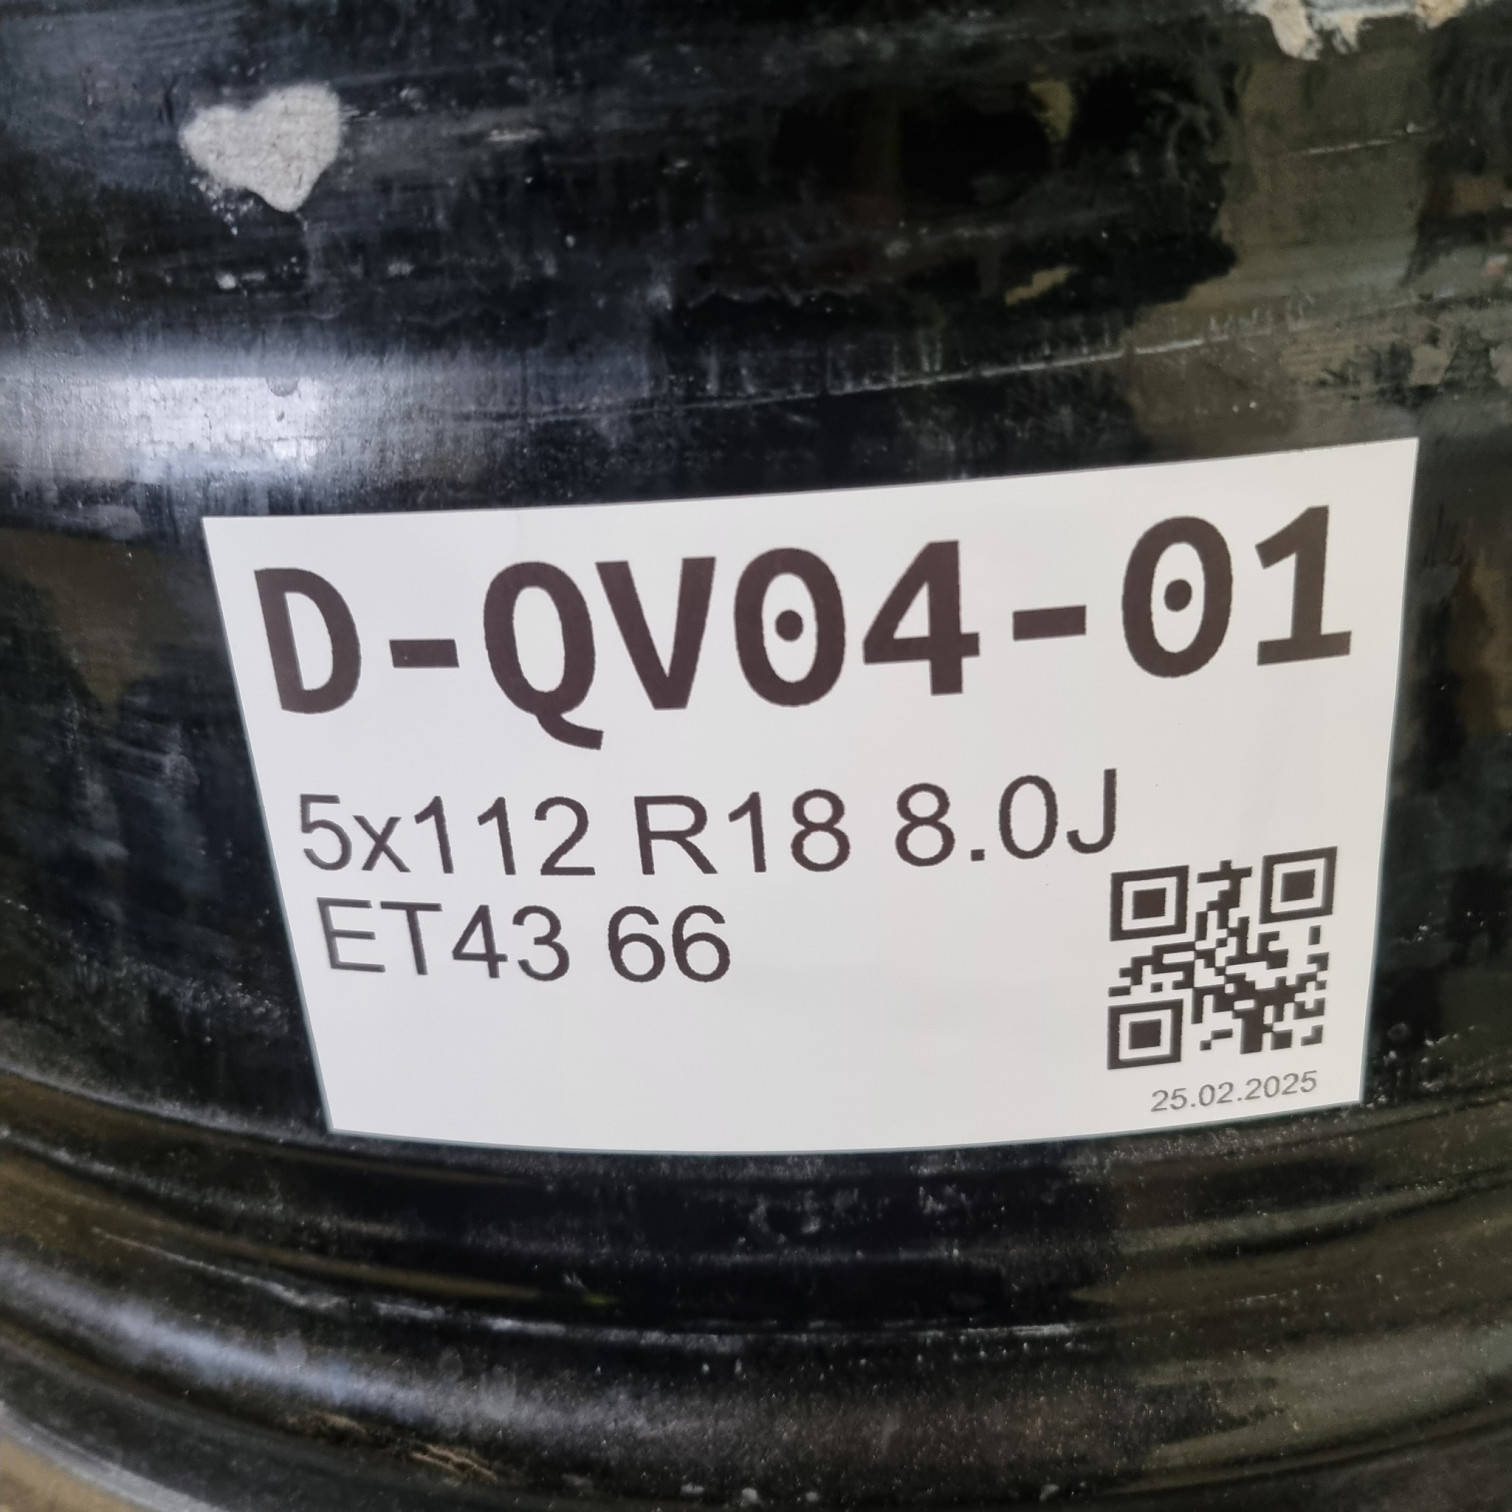 D-QV04-01
5x112 R18 8.0J
ET43 66
25.02.2025